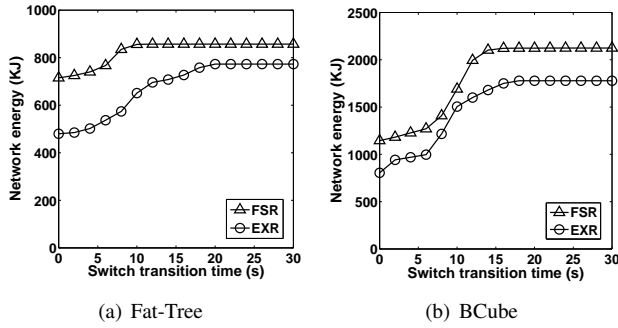 1000
800
600
400
200
0
Network energy (KJ)
0 5 10 15 20 25 30
Switch transition time (s)
FSR
EXR
(a) Fat-Tree
2500
2000
1500
1000
500
0
Network energy (KJ)
0 5 10 15 20 25 30
Switch transition time (s)
FSR
EXR
(b) BCube